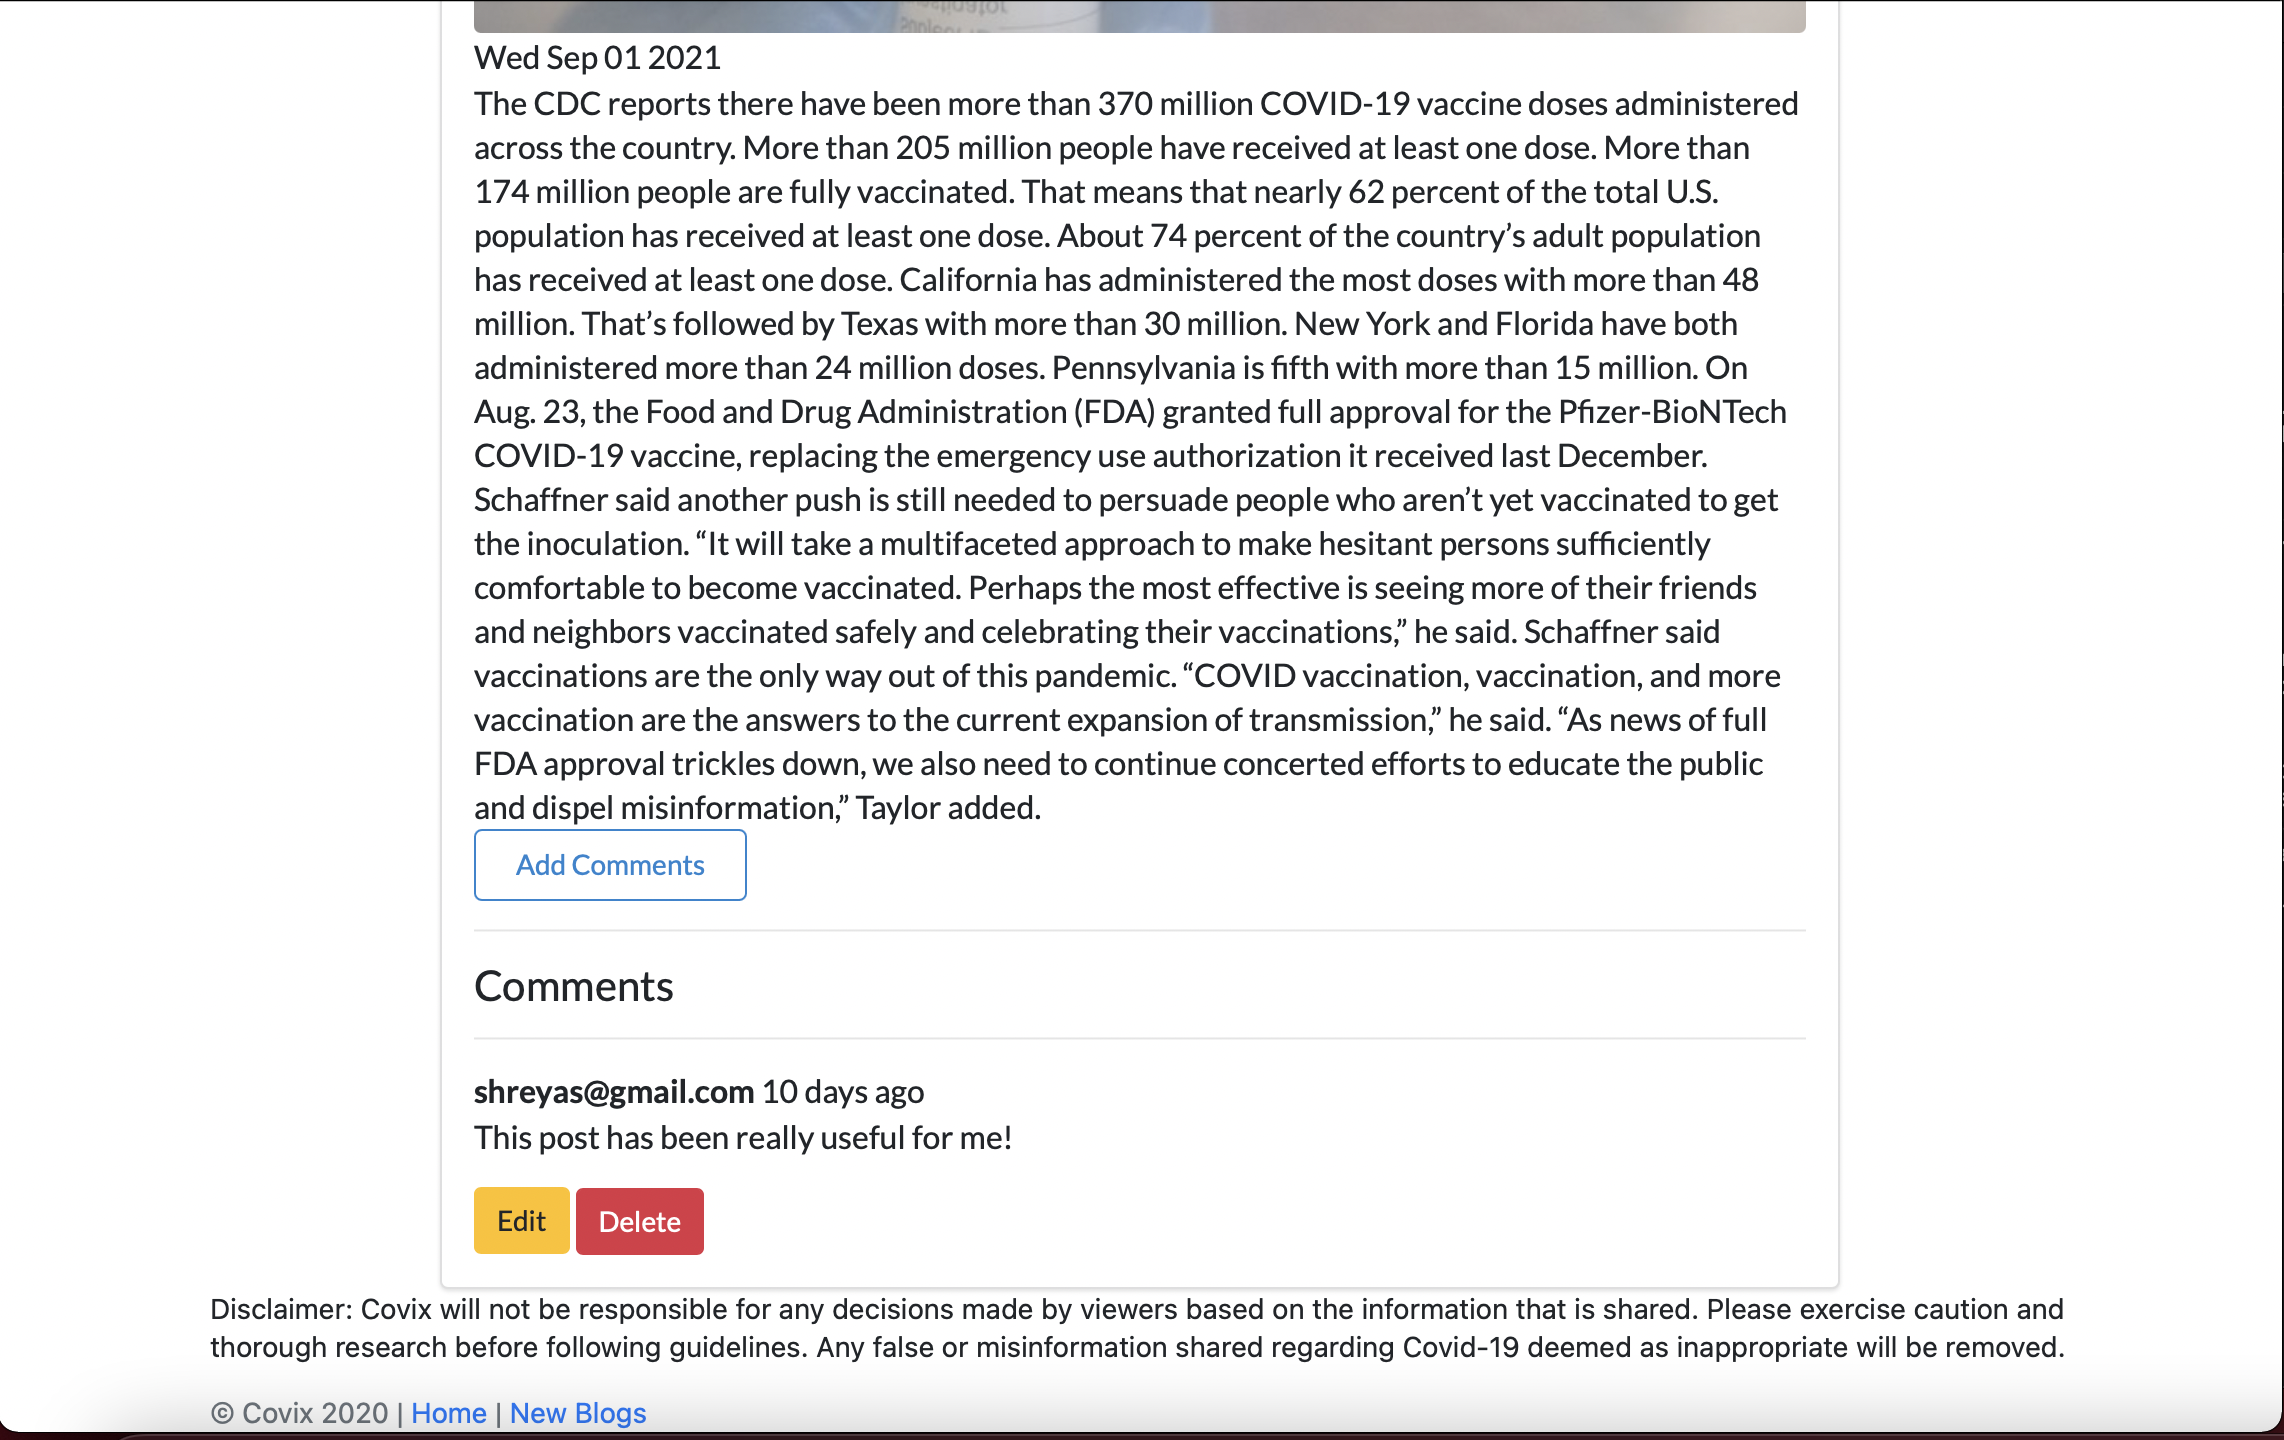 Wed Sep 01 2021
The CDC reports there have been more than 370 million COVID-19 vaccine doses administered
across the country. More than 205 million people have received at least one dose. More than
174 million people are fully vaccinated. That means that nearly 62 percent of the total U.S.
population has received at least one dose. About 74 percent of the country’s adult population
has received at least one dose. California has administered the most doses with more than 48
million. That’s followed by Texas with more than 30 million. New York and Florida have both
administered more than 24 million doses. Pennsylvania is fifth with more than 15 million. On
Aug. 23, the Food and Drug Administration (FDA) granted full approval for the Pfizer-BioNTech
COVID-19 vaccine, replacing the emergency use authorization it received last December.
Schaffner said another push is still needed to persuade people who aren’t yet vaccinated to get
the inoculation. “It will take a multifaceted approach to make hesitant persons sufficiently
comfortable to become vaccinated. Perhaps the most effective is seeing more of their friends
and neighbors vaccinated safely and celebrating their vaccinations,” he said. Schaffner said
vaccinations are the only way out of this pandemic. “COVID vaccination, vaccination, and more
vaccination are the answers to the current expansion of transmission,” he said. “As news of full
FDA approval trickles down, we also need to continue concerted efforts to educate the public
and dispel misinformation,” Taylor added.
Add Comments
Comments
shreyas@gmail.com 10 days ago
This post has been really useful for me!
Edit Delete
Disclaimer: Covix will not be responsible for any decisions made by viewers based on the information that is shared. Please exercise caution and
thorough research before following guidelines. Any false or misinformation shared regarding Covid-19 deemed as inappropriate will be removed.
© Covix 2020 | Home | New Blogs